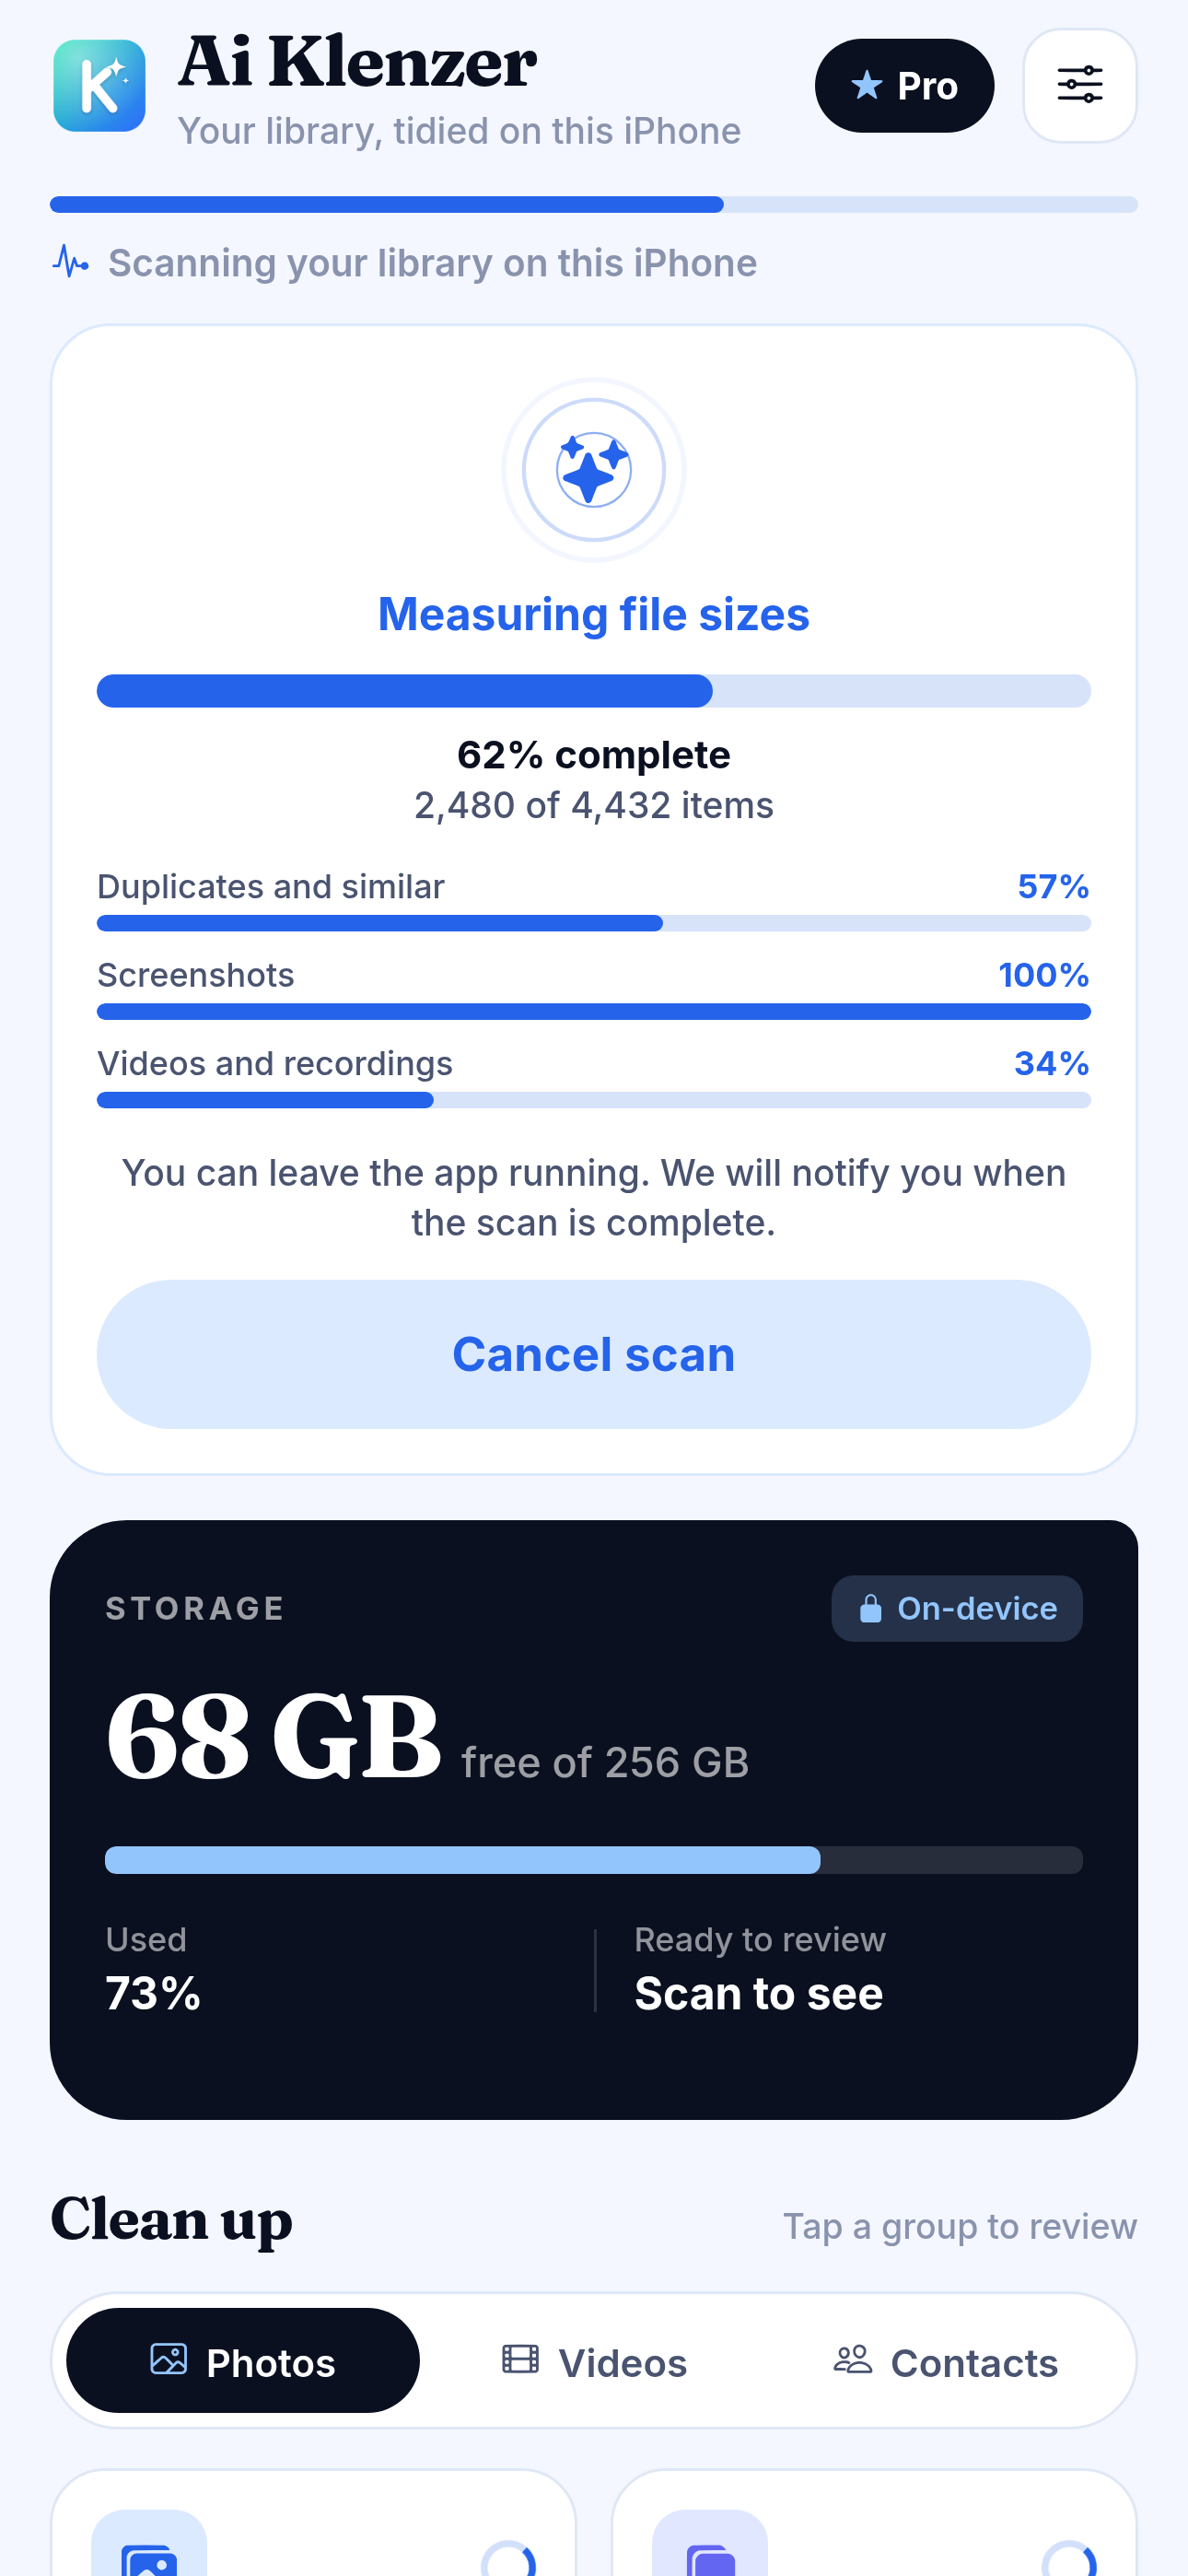 Ai Klenzer
Your library, tidied on this iPhone
Pro
Scanning your library on this iPhone
Measuring file sizes
62% complete
2,480 of 4,432 items
Duplicates and similar 57%
Screenshots 100%
Videos and recordings 34%
You can leave the app running. We will notify you when
the scan is complete.
Cancel scan
STORAGE
On-device
68 GB free of 256 GB
Used
73%
Ready to review
Scan to see
Clean up
Tap a group to review
Photos
Videos
Contacts